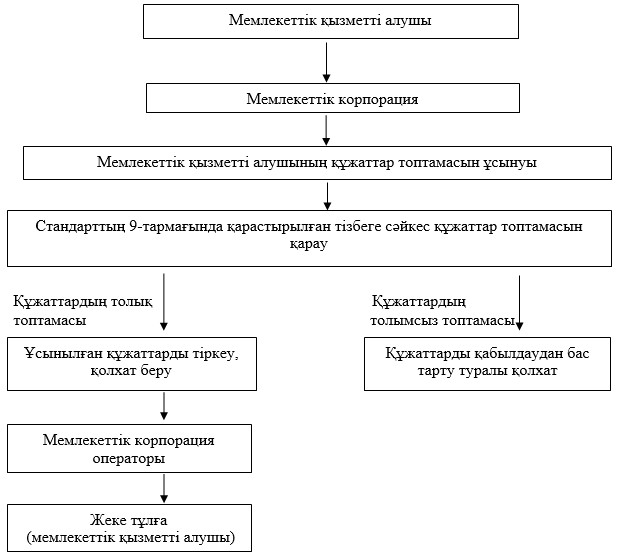 Мемлекеттік қызметті алушы
Мемлекеттік корпорация
Мемлекеттік қызметті алушының құжаттар топтамасын ұсынуы
Стандарттың 9-тармағында қарастырылған тізбеге сәйкес құжаттар топтамасын
қарау
Құжаттардың толық
топтамасы
Құжаттардың
толымсыз топтамасы
Ұсынылған құжаттарды тіркеу,
қолхат беру
Құжаттарды қабылдаудан бас
тарту туралы қолхат
Мемлекеттік корпорация
операторы
Жеке тұлға
(мемлекеттік қызметті алушы)